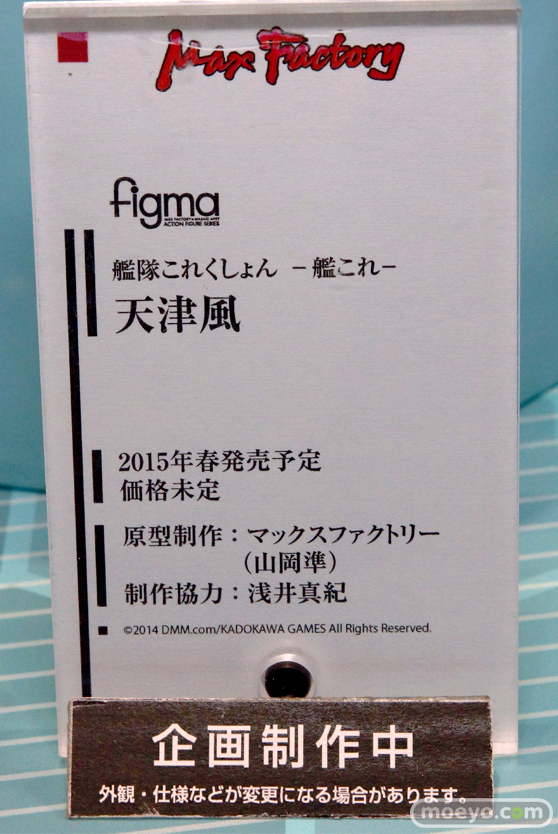 Max Factory
figma
MAX FACTORY & MASAKI APSY
ACTION FIGURE SERIES
艦隊これくしょん －艦これ－
天津風
2015年春発売予定
価格未定
原型制作：マックスファクトリー
（山岡準）
制作協力：浅井真紀
©2014 DMM.com/KADOKAWA GAMES All Rights Reserved.
企画制作中
外観・仕様などが変更になる場合があります。
moeyo.com